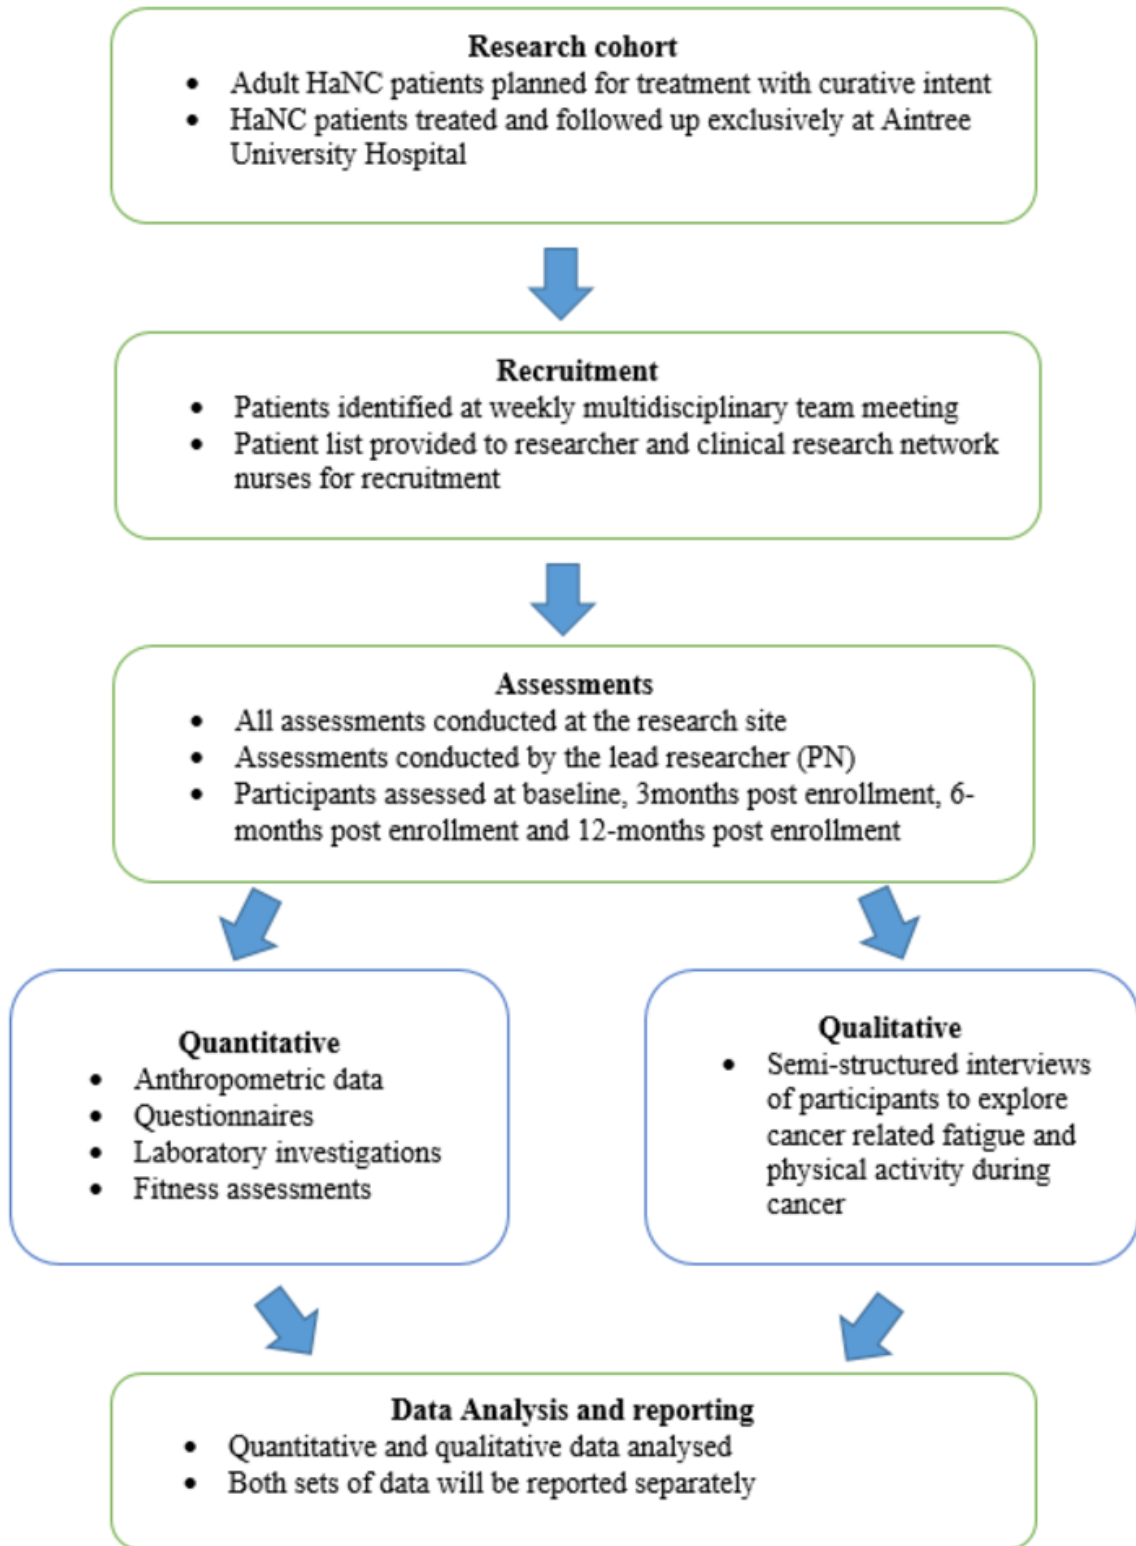 Research cohort
• Adult HaNC patients planned for treatment with curative intent
• HaNC patients treated and followed up exclusively at Aintree
University Hospital
Recruitment
• Patients identified at weekly multidisciplinary team meeting
• Patient list provided to researcher and clinical research network
nurses for recruitment
Assessments
• All assessments conducted at the research site
• Assessments conducted by the lead researcher (PN)
• Participants assessed at baseline, 3months post enrollment, 6-
months post enrollment and 12-months post enrollment
Quantitative
• Anthropometric data
• Questionnaires
• Laboratory investigations
• Fitness assessments
Qualitative
• Semi-structured interviews
of participants to explore
cancer related fatigue and
physical activity during
cancer
Data Analysis and reporting
• Quantitative and qualitative data analysed
• Both sets of data will be reported separately